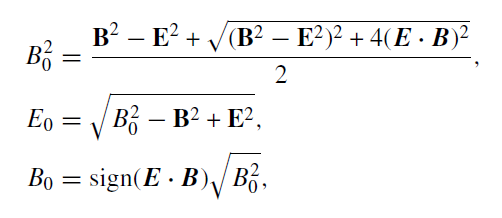 $B_0^2 = \frac{\mathbf{B}^2 - \mathbf{E}^2 + \sqrt{(\mathbf{B}^2 - \mathbf{E}^2)^2 + 4(\boldsymbol{E} \cdot \boldsymbol{B})^2}}{2},$
$E_0 = \sqrt{B_0^2 - \mathbf{B}^2 + \mathbf{E}^2},$
$B_0 = \text{sign}(\boldsymbol{E} \cdot \boldsymbol{B})\sqrt{B_0^2},$